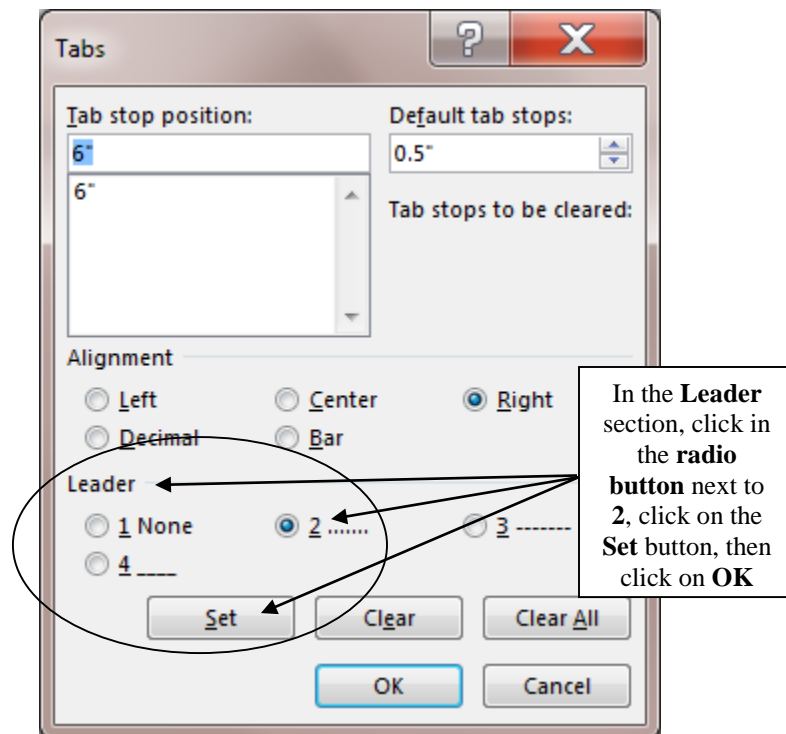 Tabs
?
X
Tab stop position:
Default tab stops:
6"
0.5"
6"
Tab stops to be cleared:
Alignment
Left
Center
Right
Decimal
Bar
Leader
1 None
2 .......
3 -------
4 ____
Set
Clear
Clear All
OK
Cancel
In the Leader
section, click in
the radio
button next to
2, click on the
Set button, then
click on OK